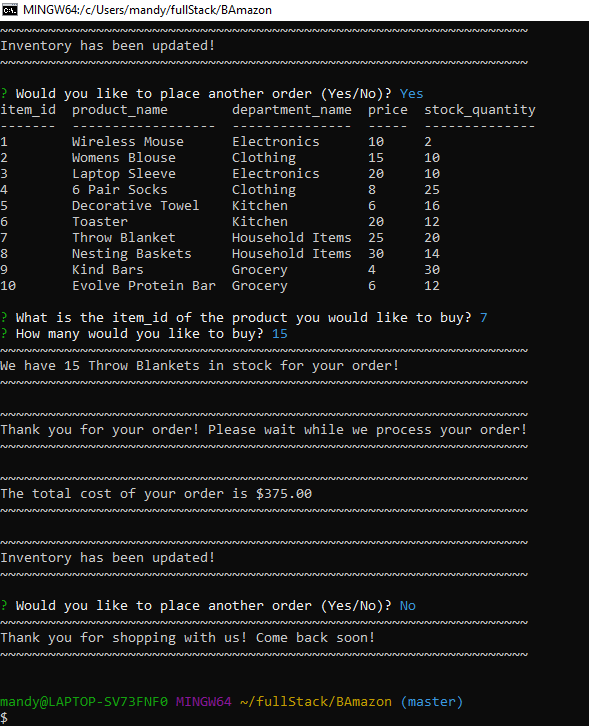 MINGW64:/c/Users/mandy/fullStack/BAmazon
~~~~~~~~~~~~~~~~~~~~~~~~~~~~~~~~~~~~~~~~~~~~~~~~~~~~~~~~~~~~~~~~~~
Inventory has been updated!
~~~~~~~~~~~~~~~~~~~~~~~~~~~~~~~~~~~~~~~~~~~~~~~~~~~~~~~~~~~~~~~~~~
? Would you like to place another order (Yes/No)? Yes
item_id  product_name        department_name  price  stock_quantity
-------  ------------------  ---------------  -----  --------------
1        Wireless Mouse      Electronics      10     2
2        Womens Blouse       Clothing         15     10
3        Laptop Sleeve       Electronics      20     10
4        6 Pair Socks        Clothing         8      25
5        Decorative Towel    Kitchen          6      16
6        Toaster             Kitchen          20     12
7        Throw Blanket       Household Items  25     20
8        Nesting Baskets     Household Items  30     14
9        Kind Bars           Grocery          4      30
10       Evolve Protein Bar  Grocery          6      12
? What is the item_id of the product you would like to buy? 7
? How many would you like to buy? 15
~~~~~~~~~~~~~~~~~~~~~~~~~~~~~~~~~~~~~~~~~~~~~~~~~~~~~~~~~~~~~~~~~~
We have 15 Throw Blankets in stock for your order!
~~~~~~~~~~~~~~~~~~~~~~~~~~~~~~~~~~~~~~~~~~~~~~~~~~~~~~~~~~~~~~~~~~
~~~~~~~~~~~~~~~~~~~~~~~~~~~~~~~~~~~~~~~~~~~~~~~~~~~~~~~~~~~~~~~~~~
Thank you for your order! Please wait while we process your order!
~~~~~~~~~~~~~~~~~~~~~~~~~~~~~~~~~~~~~~~~~~~~~~~~~~~~~~~~~~~~~~~~~~
~~~~~~~~~~~~~~~~~~~~~~~~~~~~~~~~~~~~~~~~~~~~~~~~~~~~~~~~~~~~~~~~~~
The total cost of your order is $375.00
~~~~~~~~~~~~~~~~~~~~~~~~~~~~~~~~~~~~~~~~~~~~~~~~~~~~~~~~~~~~~~~~~~
~~~~~~~~~~~~~~~~~~~~~~~~~~~~~~~~~~~~~~~~~~~~~~~~~~~~~~~~~~~~~~~~~~
Inventory has been updated!
~~~~~~~~~~~~~~~~~~~~~~~~~~~~~~~~~~~~~~~~~~~~~~~~~~~~~~~~~~~~~~~~~~
? Would you like to place another order (Yes/No)? No
~~~~~~~~~~~~~~~~~~~~~~~~~~~~~~~~~~~~~~~~~~~~~~~~~~~~~~~~~~~~~~~~~~
Thank you for shopping with us! Come back soon!
~~~~~~~~~~~~~~~~~~~~~~~~~~~~~~~~~~~~~~~~~~~~~~~~~~~~~~~~~~~~~~~~~~
mandy@LAPTOP-SV73FNF0 MINGW64 ~/fullStack/BAmazon (master)
$